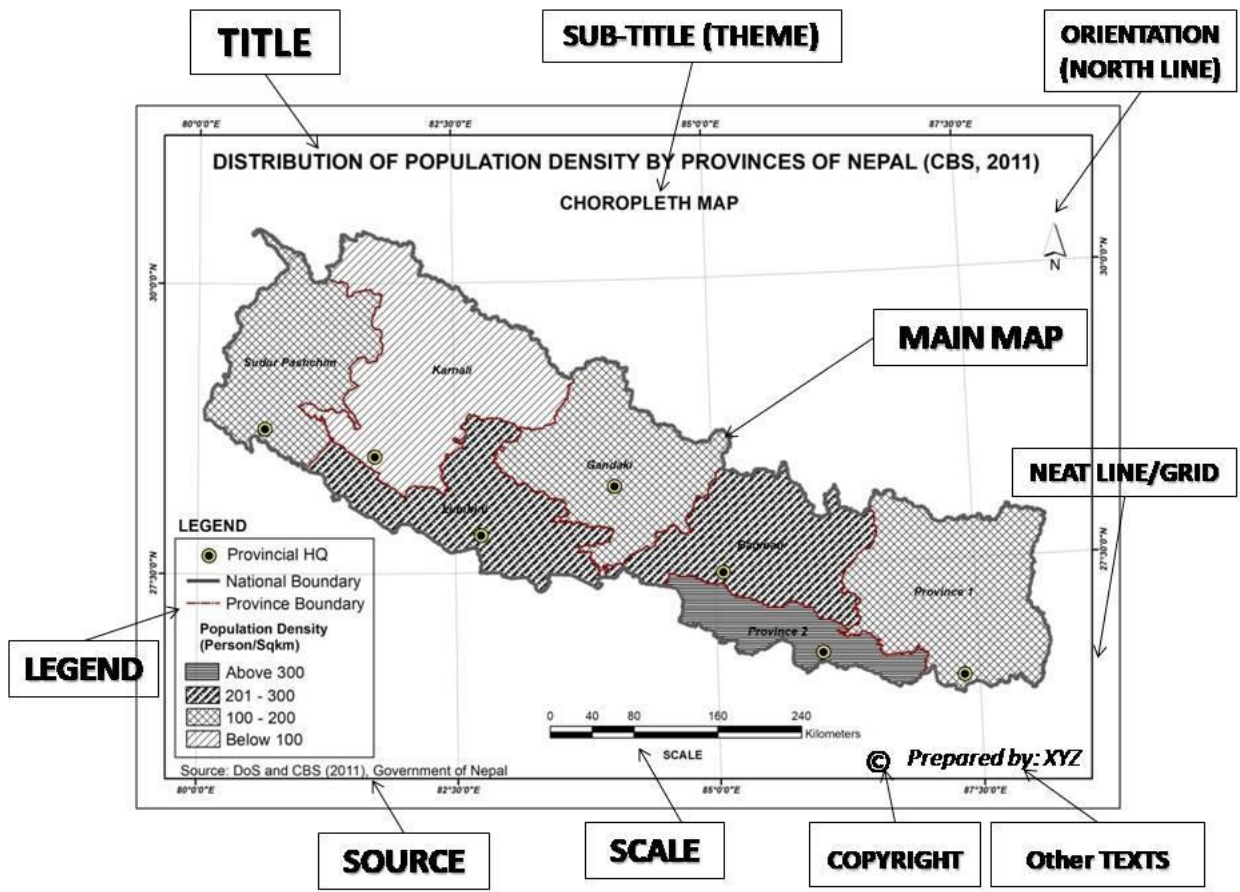 TITLE
SUB-TITLE (THEME)
ORIENTATION
(NORTH LINE)
80°0'0"E
82°30'0"E
85°0'0"E
87°30'0"E
DISTRIBUTION OF POPULATION DENSITY BY PROVINCES OF NEPAL (CBS, 2011)
CHOROPLETH MAP
N
30°0'0"N
30°0'0"N
MAIN MAP
Sudur Pashchim
Karnali
Gandaki
NEAT LINE/GRID
Lumbini
Bagmati
Province 1
Province 2
27°30'0"N
27°30'0"N
LEGEND
Provincial HQ
National Boundary
Province Boundary
Population Density
(Person/Sqkm)
Above 300
201 - 300
100 - 200
Below 100
LEGEND
0 40 80 160 240
Kilometers
SCALE
© Prepared by: XYZ
Source: DoS and CBS (2011), Government of Nepal
80°0'0"E
82°30'0"E
85°0'0"E
87°30'0"E
SOURCE
SCALE
COPYRIGHT
Other TEXTS